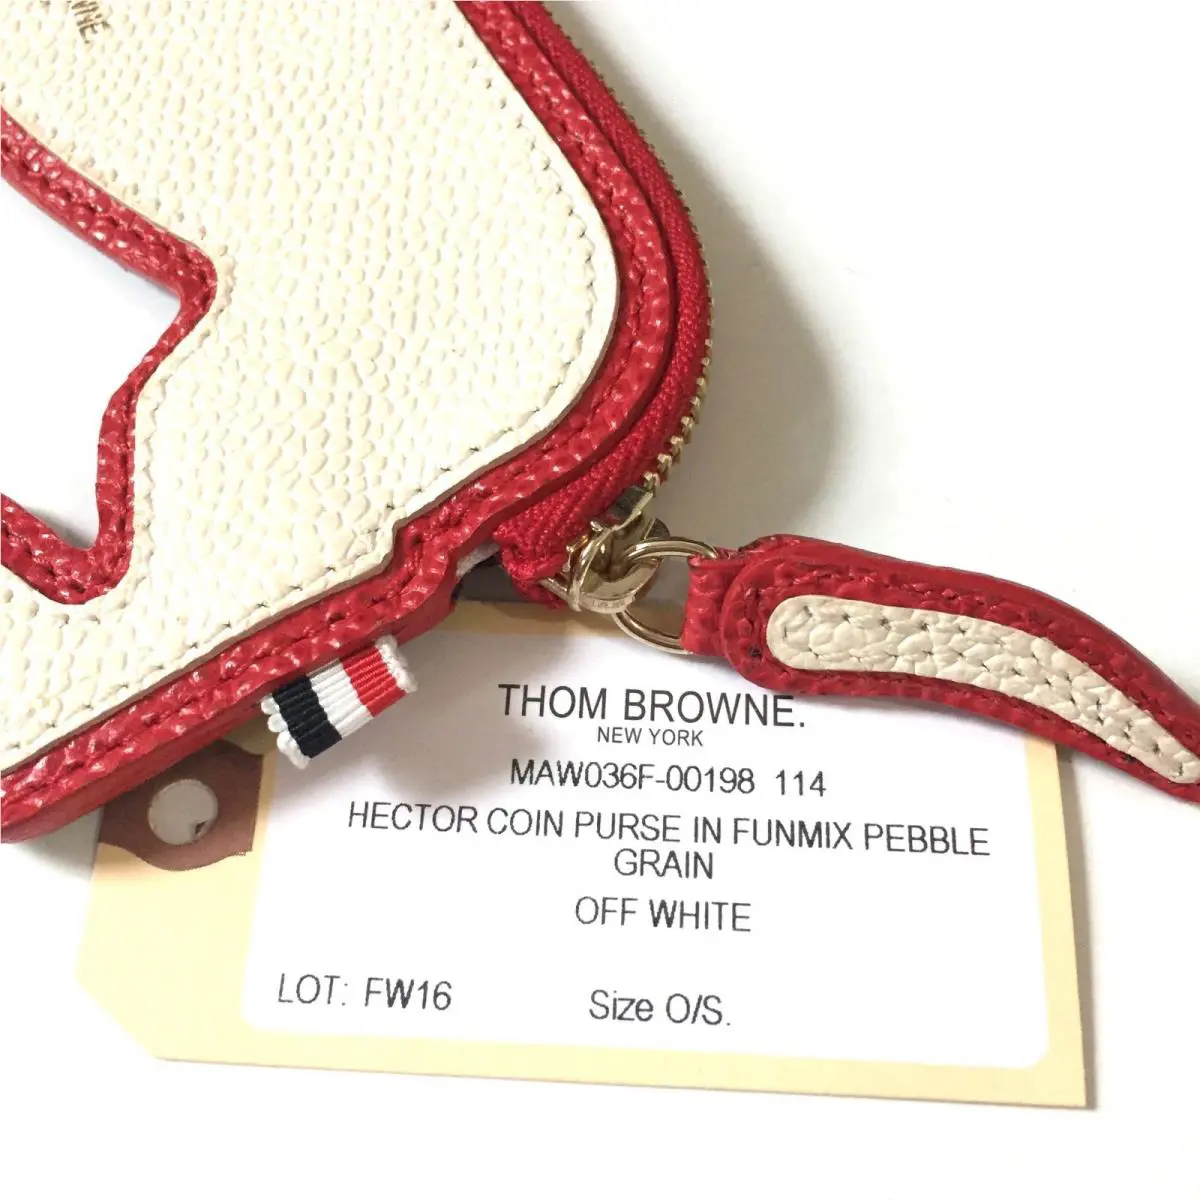 THOM BROWNE.
NEW YORK
MAW036F-00198 114
HECTOR COIN PURSE IN FUNMIX PEBBLE
GRAIN
OFF WHITE
LOT: FW16 Size O/S.